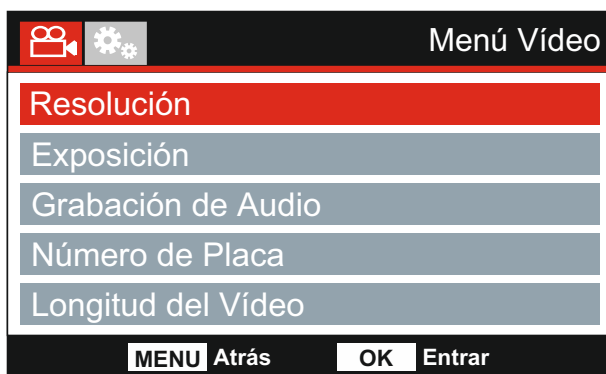 Menú Vídeo
Resolución
Exposición
Grabación de Audio
Número de Placa
Longitud del Vídeo
MENU Atrás OK Entrar